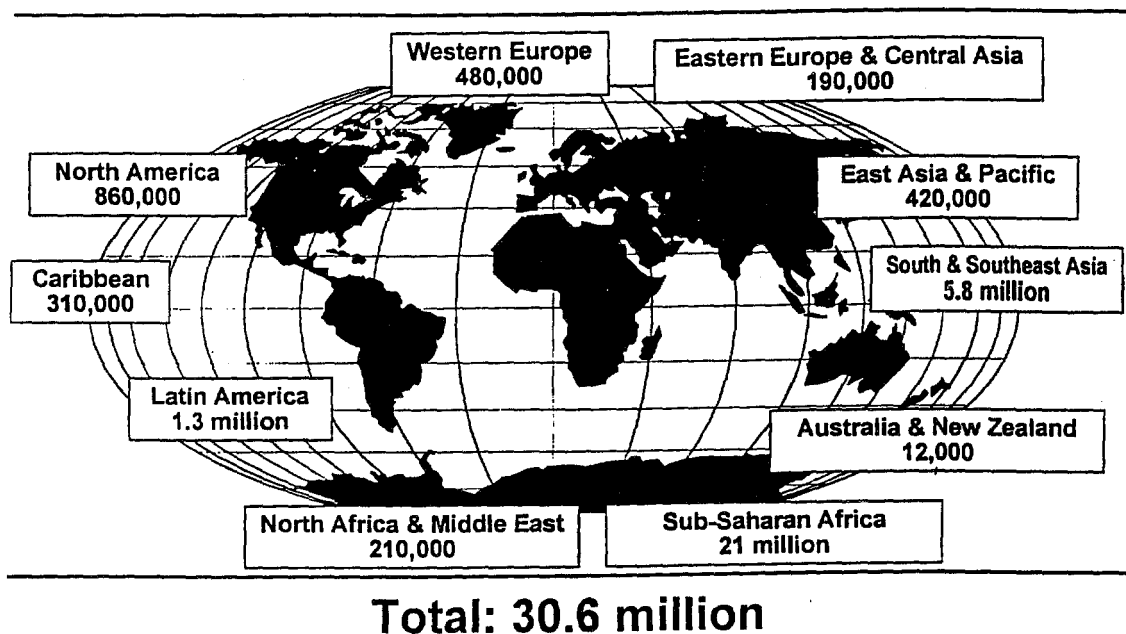 Western Europe
480,000
Eastern Europe & Central Asia
190,000
North America
860,000
East Asia & Pacific
420,000
Caribbean
310,000
South & Southeast Asia
5.8 million
Latin America
1.3 million
Australia & New Zealand
12,000
North Africa & Middle East
210,000
Sub-Saharan Africa
21 million
Total: 30.6 million